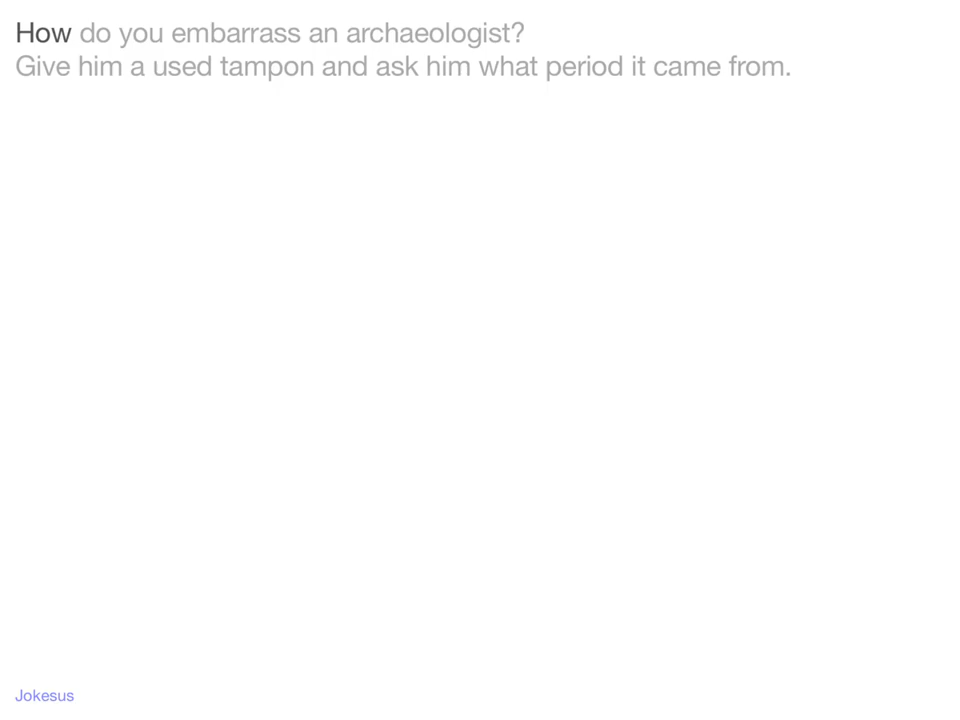 How do you embarrass an archaeologist?
Give him a used tampon and ask him what period it came from.
Jokesus